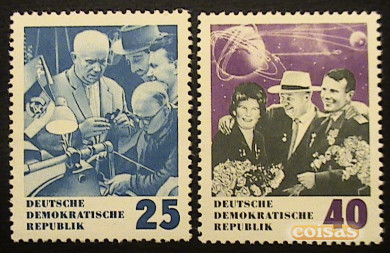 DEUTSCHE
DEMOKRATISCHE
REPUBLIK
25
DEUTSCHE
DEMOKRATISCHE
REPUBLIK
40
coisas